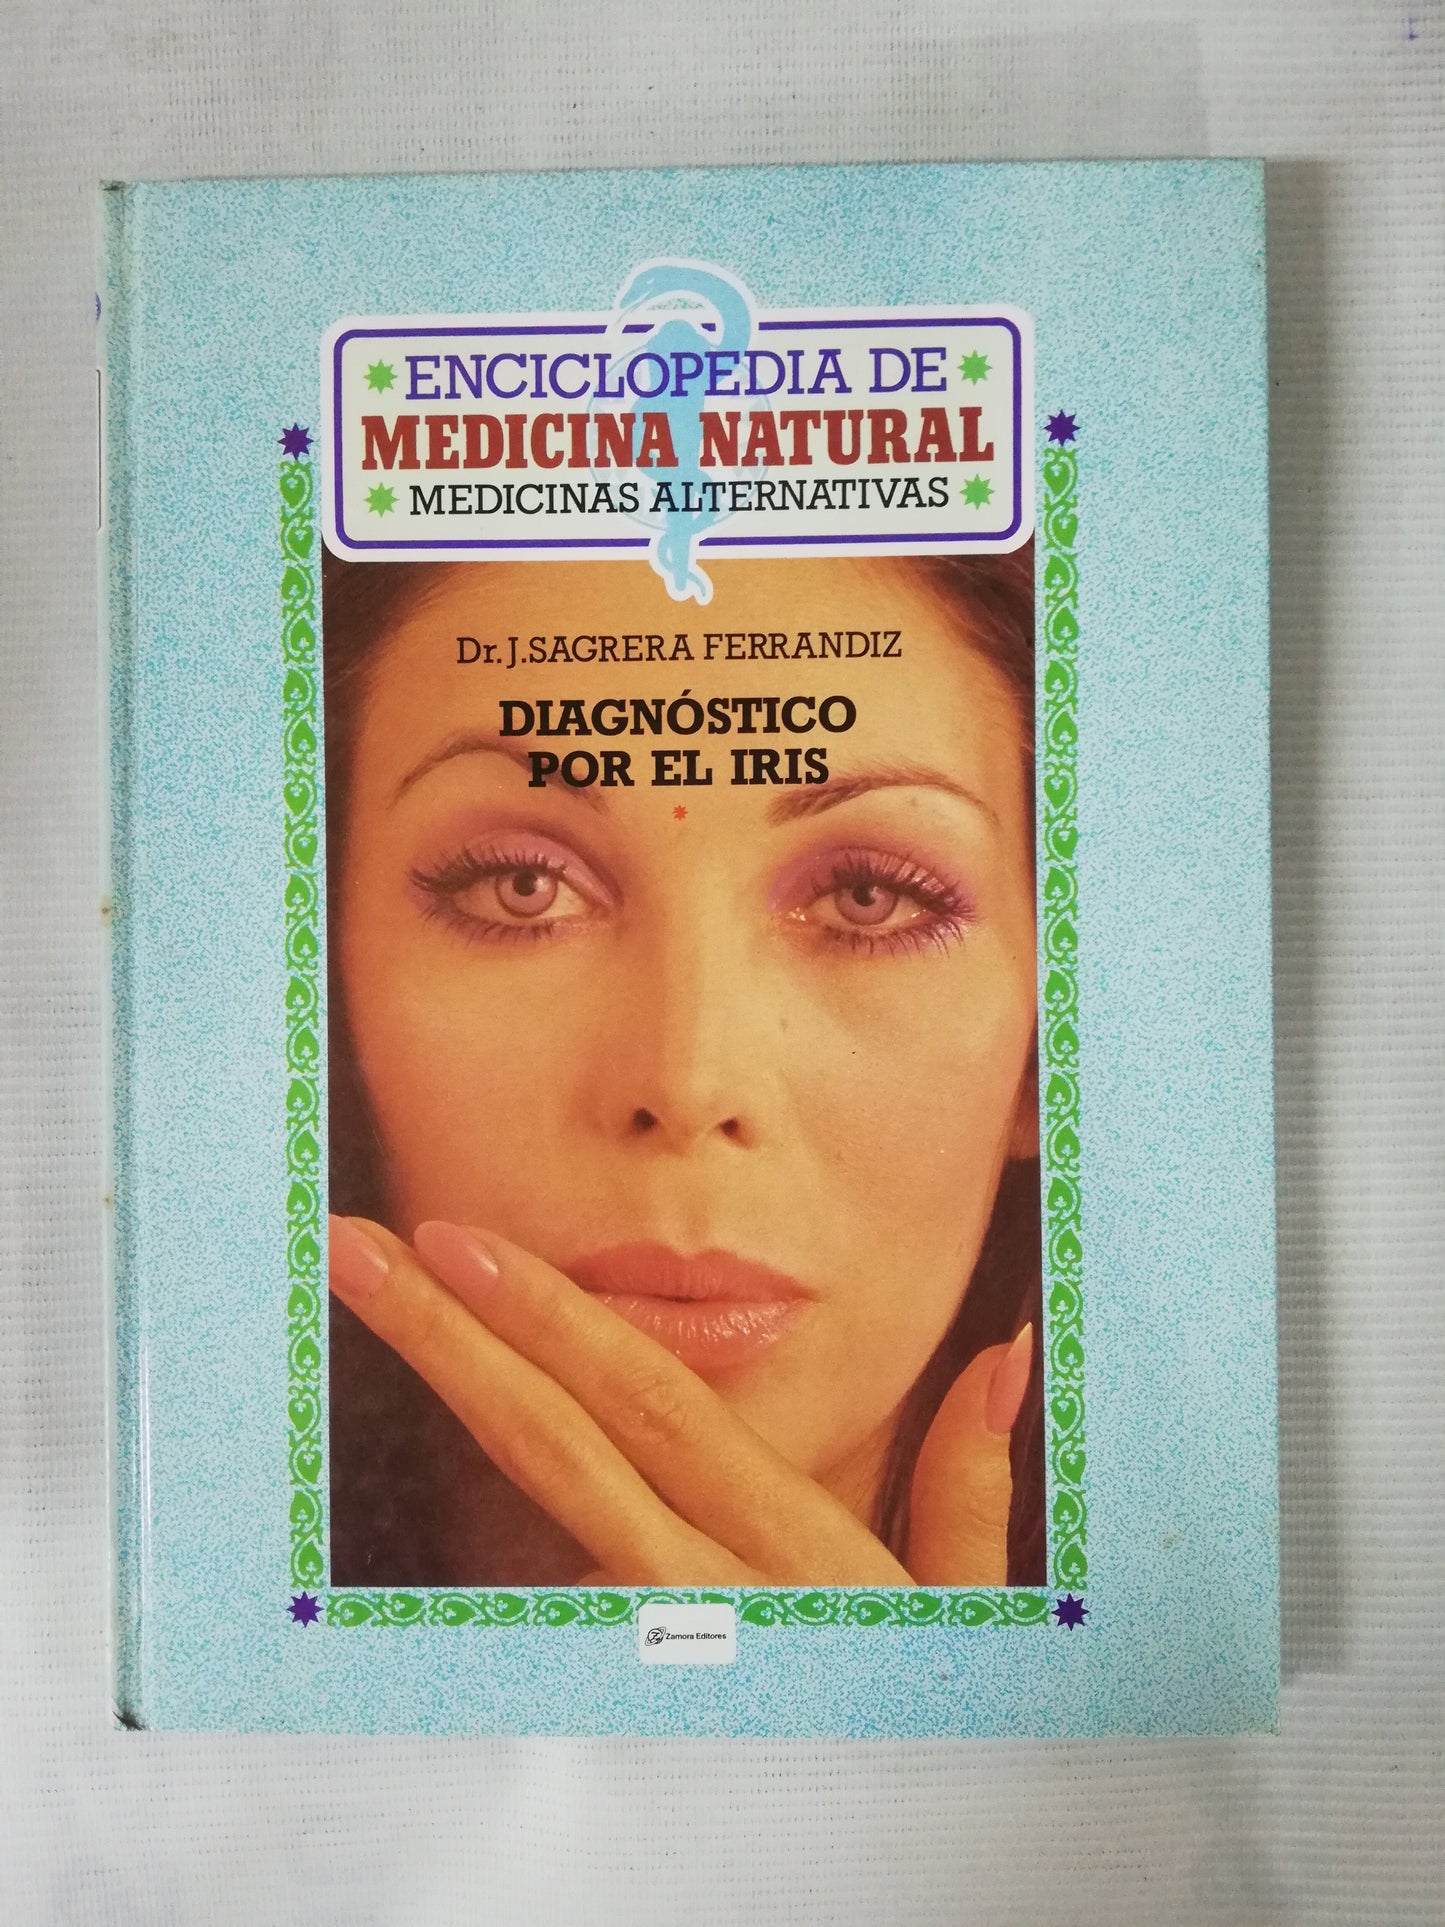 ENCICLOPEDIA DE
MEDICINA NATURAL
MEDICINAS ALTERNATIVAS
Dr. J. SAGRERA FERRANDIZ
DIAGNÓSTICO
POR EL IRIS
Zamora Editores